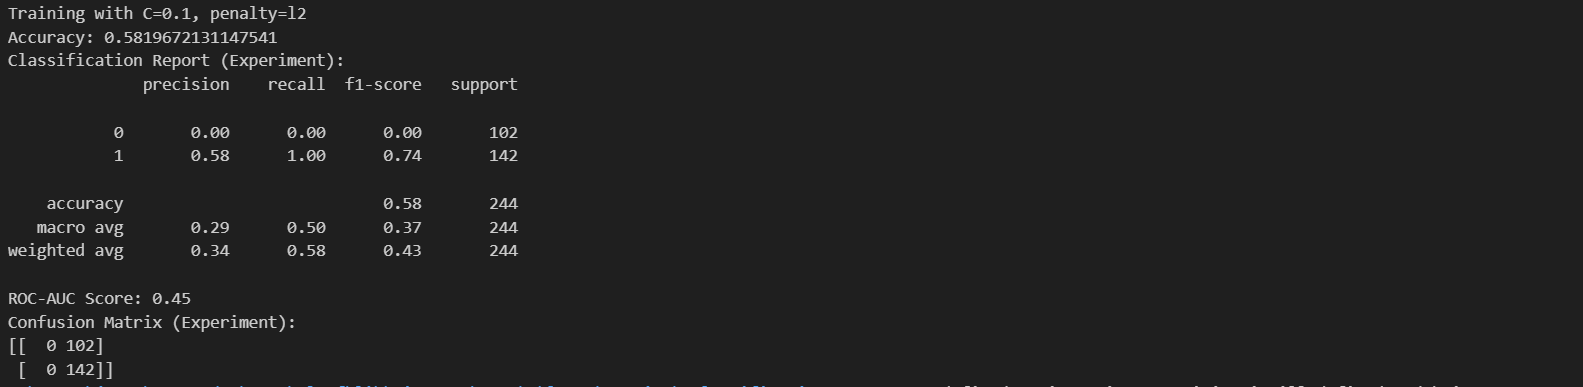 Training with C=0.1, penalty=l2
Accuracy: 0.5819672131147541
Classification Report (Experiment):
              precision    recall  f1-score   support

           0       0.00      0.00      0.00       102
           1       0.58      1.00      0.74       142

    accuracy                           0.58       244
   macro avg       0.29      0.50      0.37       244
weighted avg       0.34      0.58      0.43       244

ROC-AUC Score: 0.45
Confusion Matrix (Experiment):
[[  0 102]
 [  0 142]]